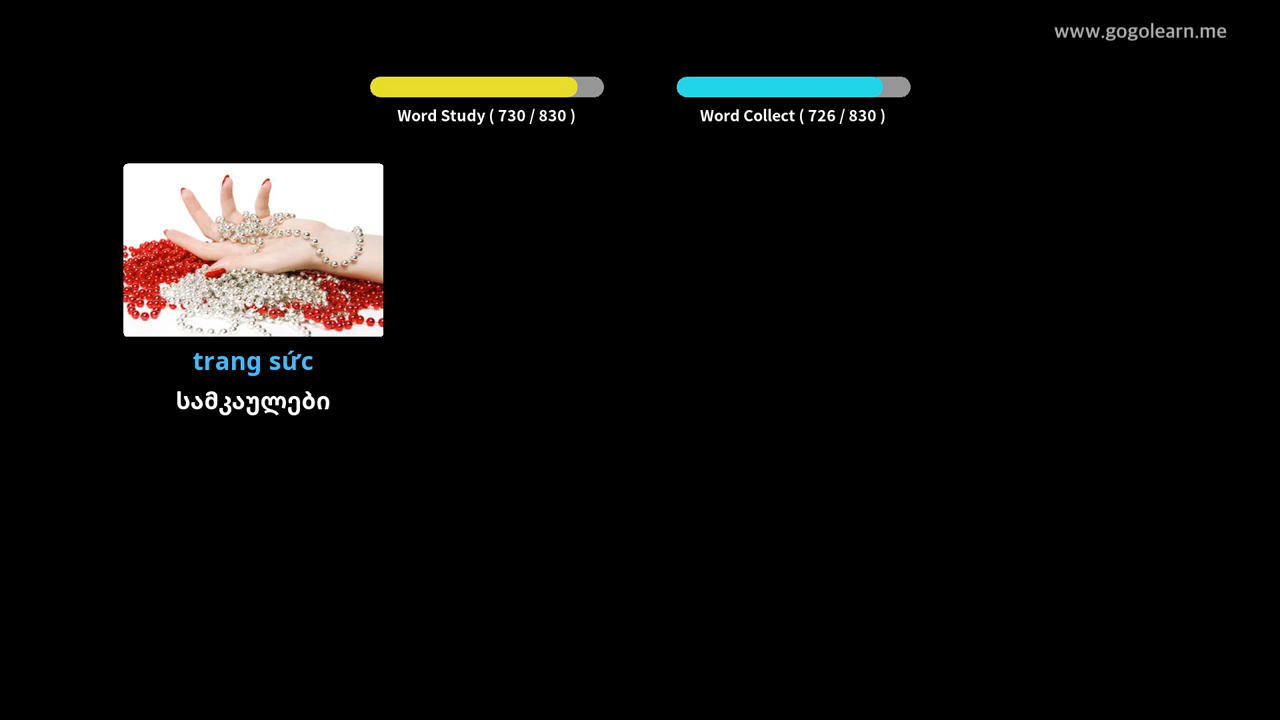 www.gogolearn.me
Word Study ( 730 / 830 )
Word Collect ( 726 / 830 )
trang sức
სამკაულები